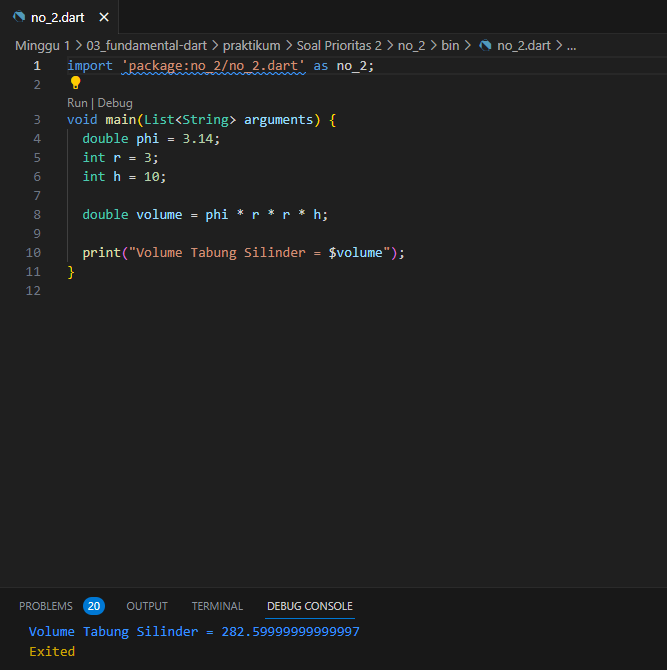 no_2.dart
Minggu 1 > 03_fundamental-dart > praktikum > Soal Prioritas 2 > no_2 > bin > no_2.dart > ...
1 import 'package:no_2/no_2.dart' as no_2;
2
Run | Debug
3 void main(List<String> arguments) {
4 double phi = 3.14;
5 int r = 3;
6 int h = 10;
7
8 double volume = phi * r * r * h;
9
10 print("Volume Tabung Silinder = $volume");
11 }
12
PROBLEMS 20 OUTPUT TERMINAL DEBUG CONSOLE
Volume Tabung Silinder = 282.59999999999997
Exited